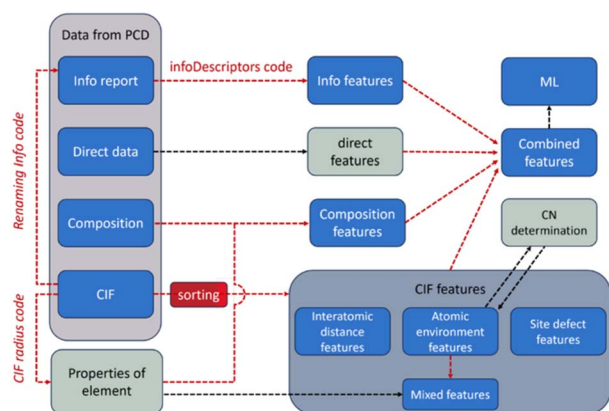 Data from PCD
Info report
infoDescriptors code
Info features
ML
Renaming Info code
Direct data
direct
features
Combined
features
Composition
Composition
features
CN
determination
CIF
sorting
CIF features
CIF radius code
Interatomic
distance
features
Atomic
environment
features
Site defect
features
Properties of
element
Mixed features